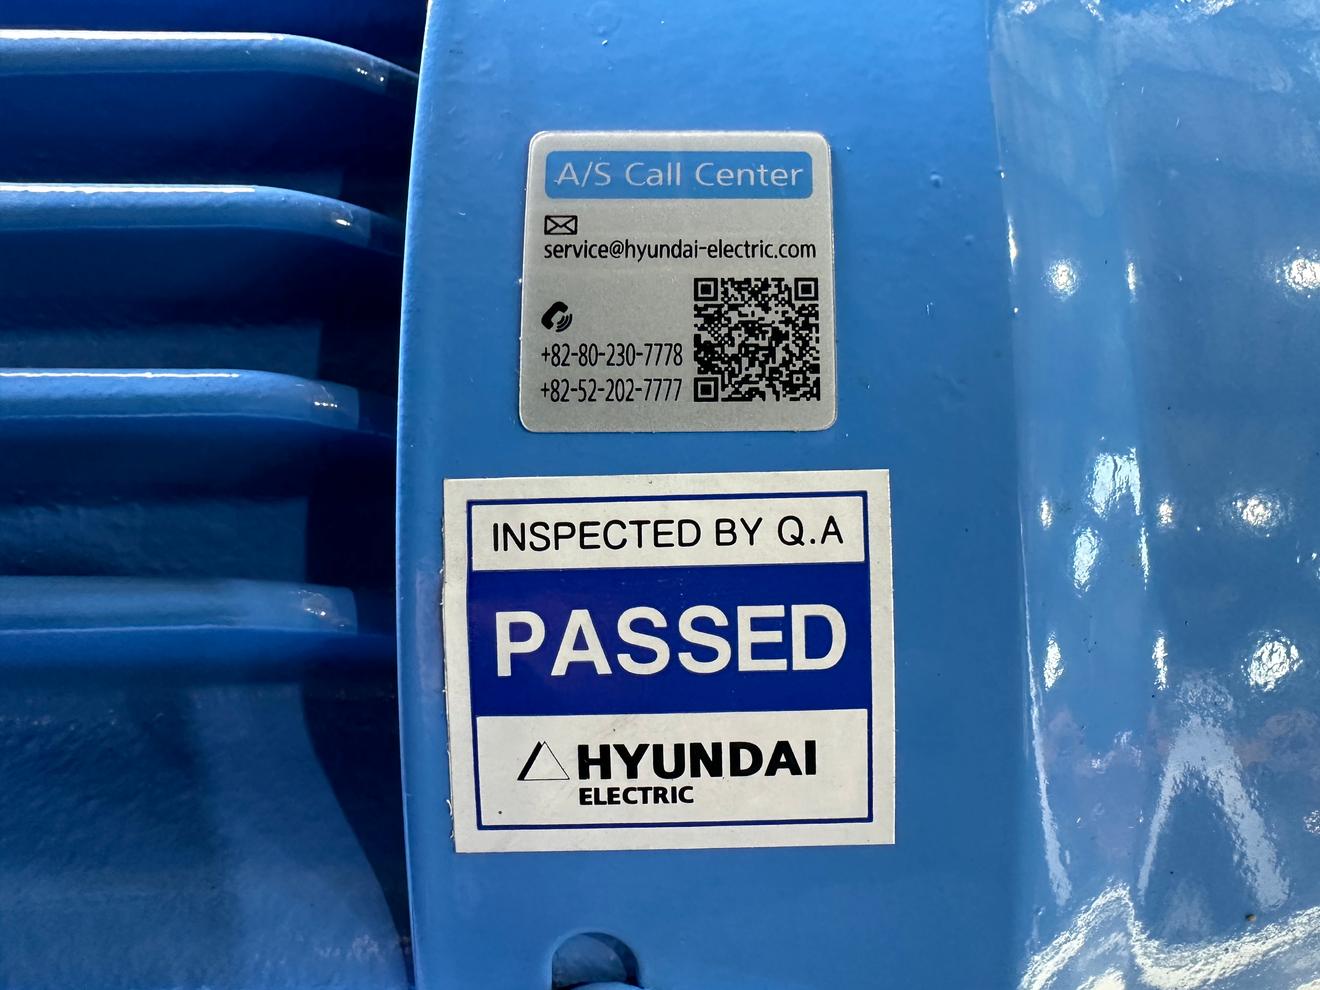 A/S Call Center
service@hyundai-electric.com
+82-80-230-7778
+82-52-202-7777
INSPECTED BY Q.A
PASSED
HYUNDAI
ELECTRIC